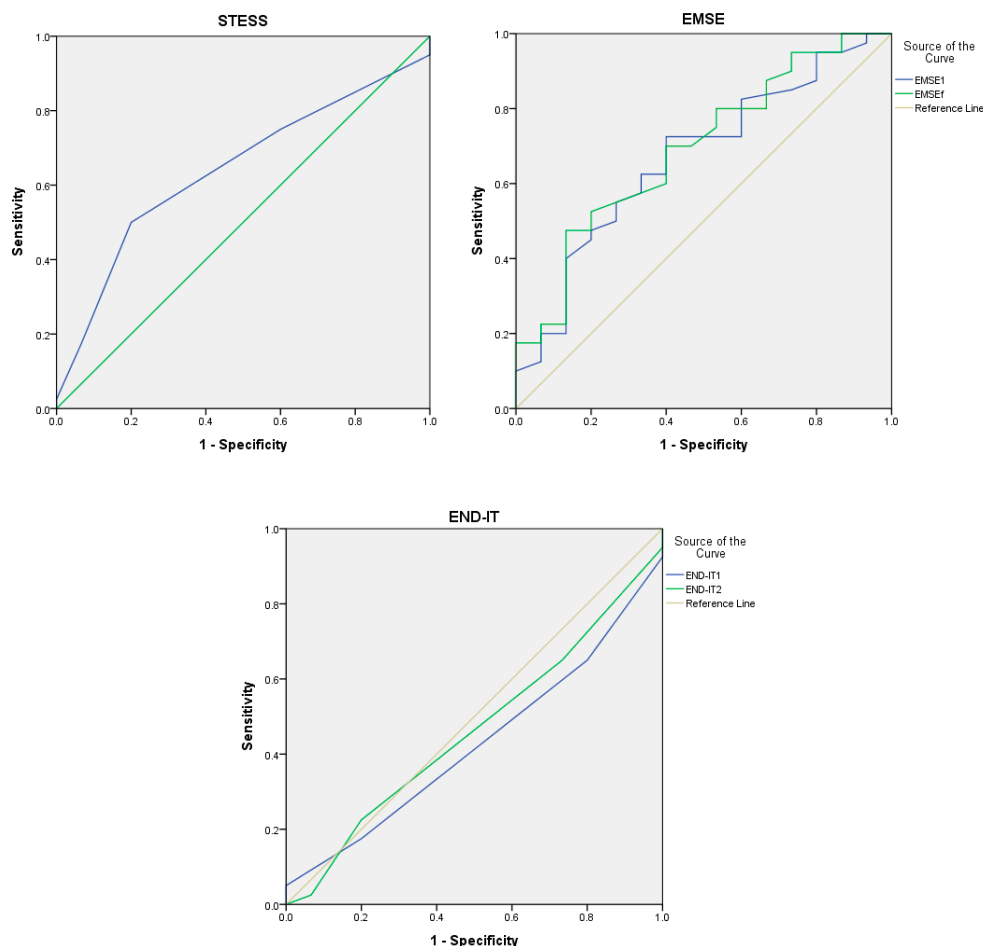 STESS
1.0
0.8
0.6
0.4
0.2
0.0
Sensitivity
0.0 0.2 0.4 0.6 0.8 1.0
1 - Specificity
EMSE
1.0
0.8
0.6
0.4
0.2
0.0
Sensitivity
0.0 0.2 0.4 0.6 0.8 1.0
1 - Specificity
Source of the
Curve
EMSE1
EMSEf
Reference Line
END-IT
1.0
0.8
0.6
0.4
0.2
0.0
Sensitivity
0.0 0.2 0.4 0.6 0.8 1.0
1 - Specificity
Source of the
Curve
END-IT1
END-IT2
Reference Line